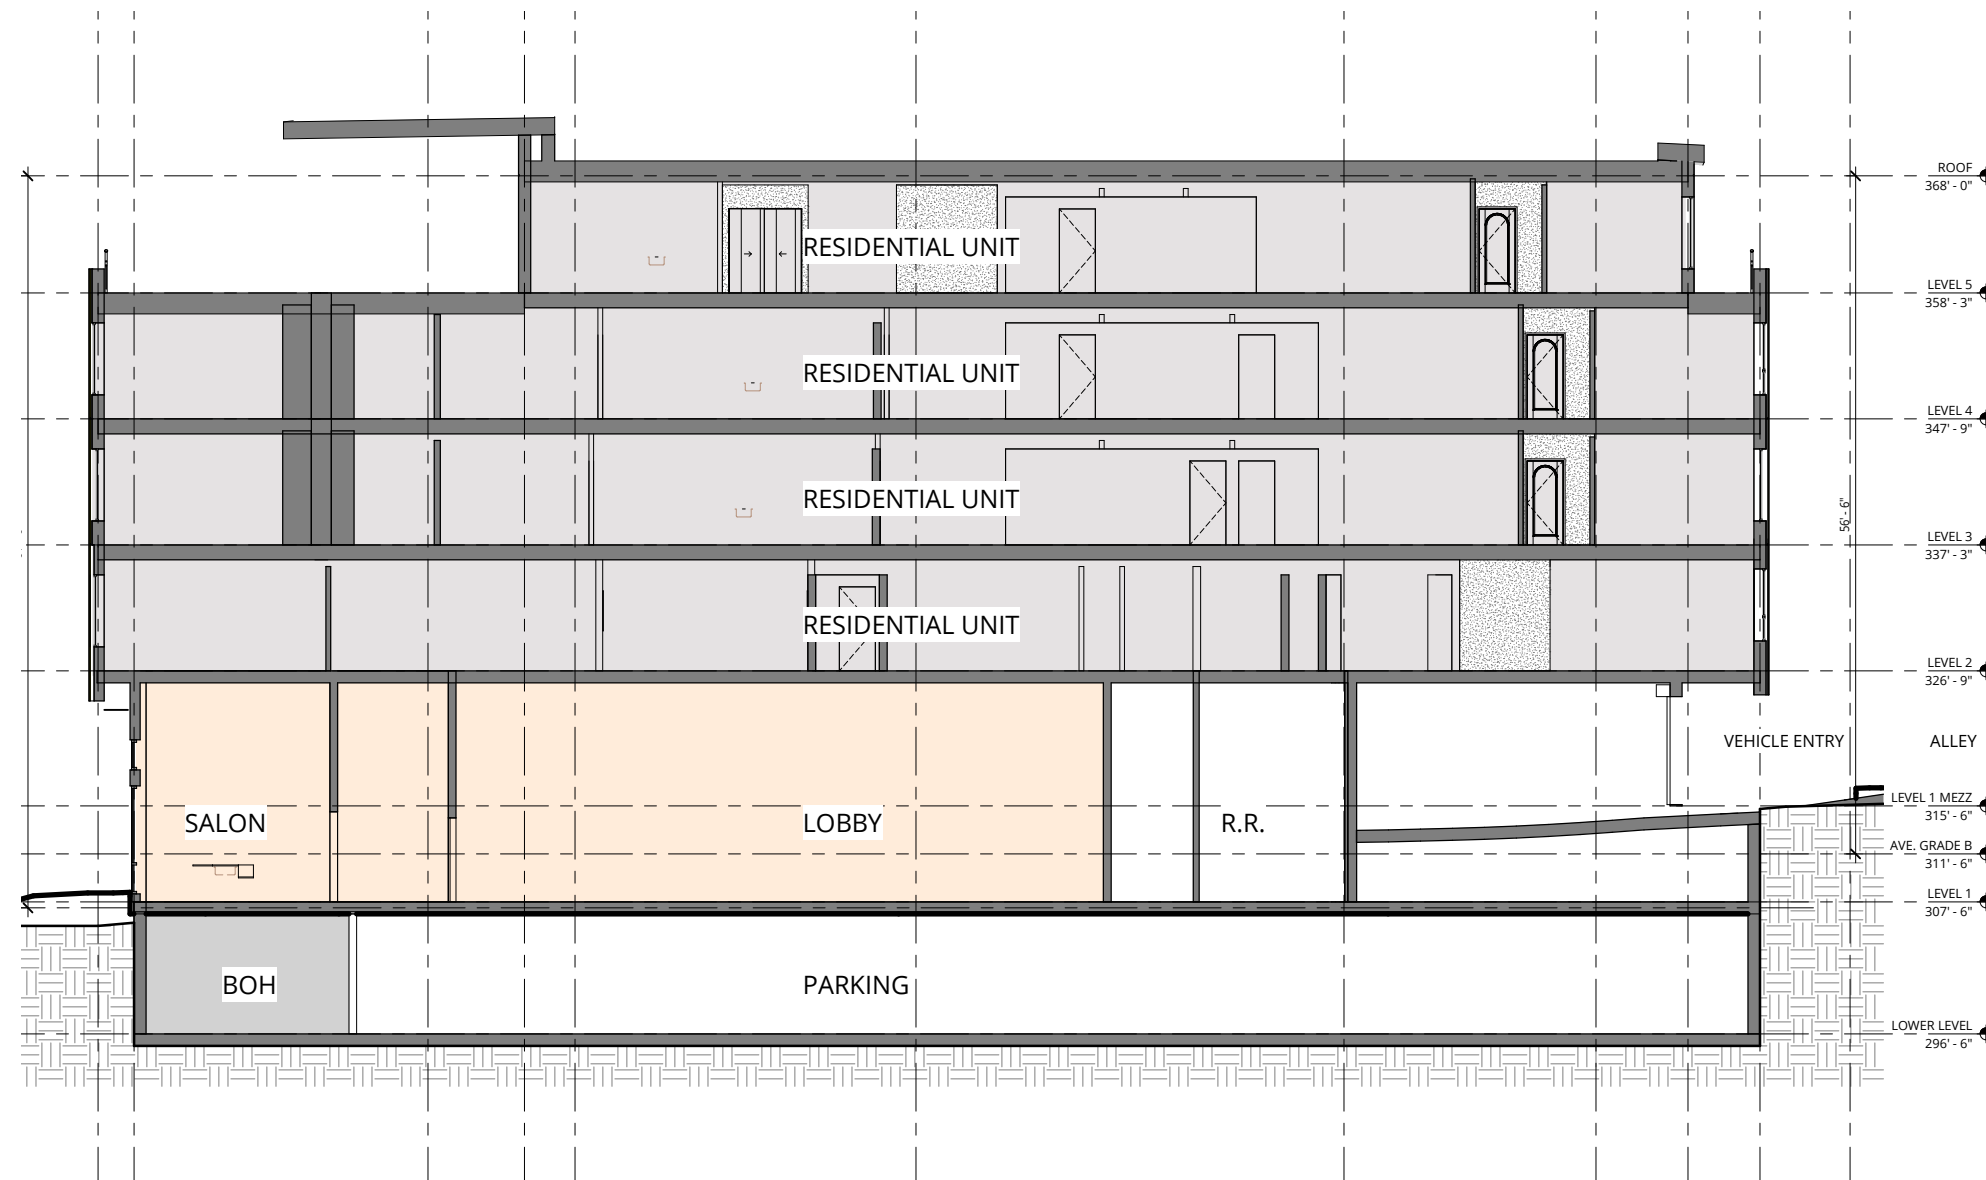 ROOF
368' - 0"
RESIDENTIAL UNIT
LEVEL 5
358' - 3"
RESIDENTIAL UNIT
LEVEL 4
347' - 9"
RESIDENTIAL UNIT
56' - 6"
LEVEL 3
337' - 3"
RESIDENTIAL UNIT
LEVEL 2
326' - 9"
VEHICLE ENTRY
ALLEY
LEVEL 1 MEZZ
315' - 6"
SALON
LOBBY
R.R.
AVE. GRADE B
311' - 6"
LEVEL 1
307' - 6"
BOH
PARKING
LOWER LEVEL
296' - 6"